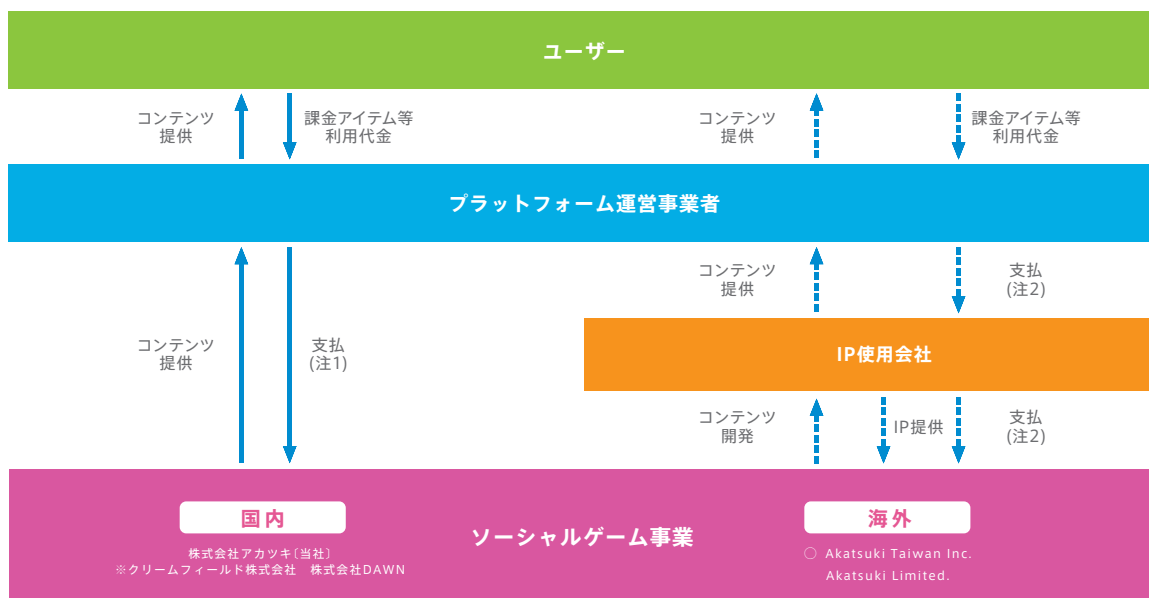 ユーザー
コンテンツ
提供
課金アイテム等
利用代金
コンテンツ
提供
課金アイテム等
利用代金
プラットフォーム運営事業者
コンテンツ
提供
支払
(注2)
コンテンツ
提供
支払
(注1)
IP使用会社
コンテンツ
開発
IP提供
支払
(注2)
国内
ソーシャルゲーム事業
海外
株式会社アカツキ〔当社〕
※クリームフィールド株式会社　株式会社DAWN
○ Akatsuki Taiwan Inc.
Akatsuki Limited.